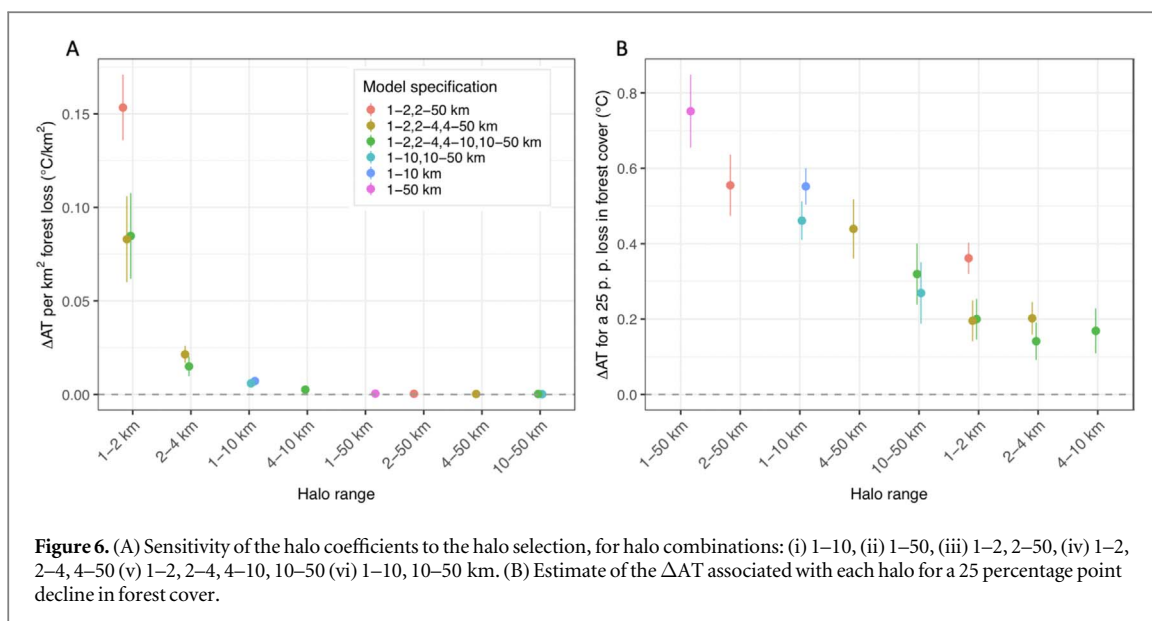 A
B
ΔAT per km² forest loss (°C/km²)
0.15
0.10
0.05
0.00
Model specification
1–2,2–50 km
1–2,2–4,4–50 km
1–2,2–4,4–10,10–50 km
1–10,10–50 km
1–10 km
1–50 km
1–2 km
2–4 km
1–10 km
4–10 km
1–50 km
2–50 km
4–50 km
10–50 km
Halo range
ΔAT for a 25 p. p. loss in forest cover (°C)
0.8
0.6
0.4
0.2
0.0
1–50 km
2–50 km
1–10 km
4–50 km
10–50 km
1–2 km
2–4 km
4–10 km
Halo range
Figure 6. (A) Sensitivity of the halo coefficients to the halo selection, for halo combinations: (i) 1–10, (ii) 1–50, (iii) 1–2, 2–50, (iv) 1–2,
2–4, 4–50 (v) 1–2, 2–4, 4–10, 10–50 (vi) 1–10, 10–50 km. (B) Estimate of the ΔAT associated with each halo for a 25 percentage point
decline in forest cover.